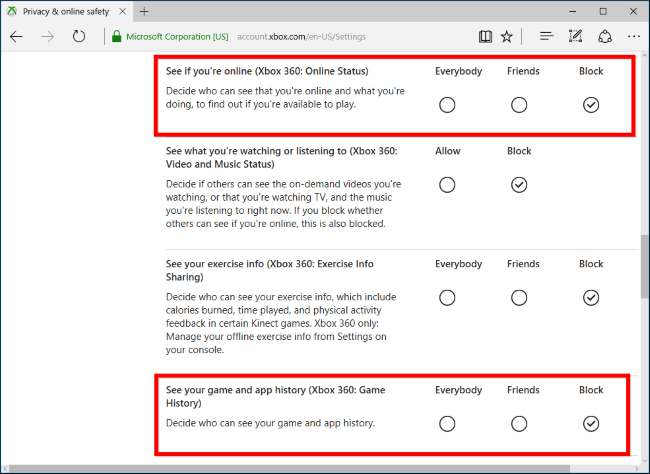 Privacy & online safety
Microsoft Corporation [US] account.xbox.com/en-US/Settings
See if you're online (Xbox 360: Online Status) Everybody Friends Block
Decide who can see that you're online and what you're
doing, to find out if you're available to play.
See what you're watching or listening to (Xbox 360: Allow Block
Video and Music Status)
Decide if others can see the on-demand videos you're
watching, or that you're watching TV, and the music
you're listening to right now. If you block whether
others can see if you're online, this is also blocked.
See your exercise info (Xbox 360: Exercise Info Everybody Friends Block
Sharing)
Decide who can see your exercise info, which include
calories burned, time played, and physical activity
feedback in certain Kinect games. Xbox 360 only:
Manage your offline exercise info from Settings on
your console.
See your game and app history (Xbox 360: Game Everybody Friends Block
History)
Decide who can see your game and app history.